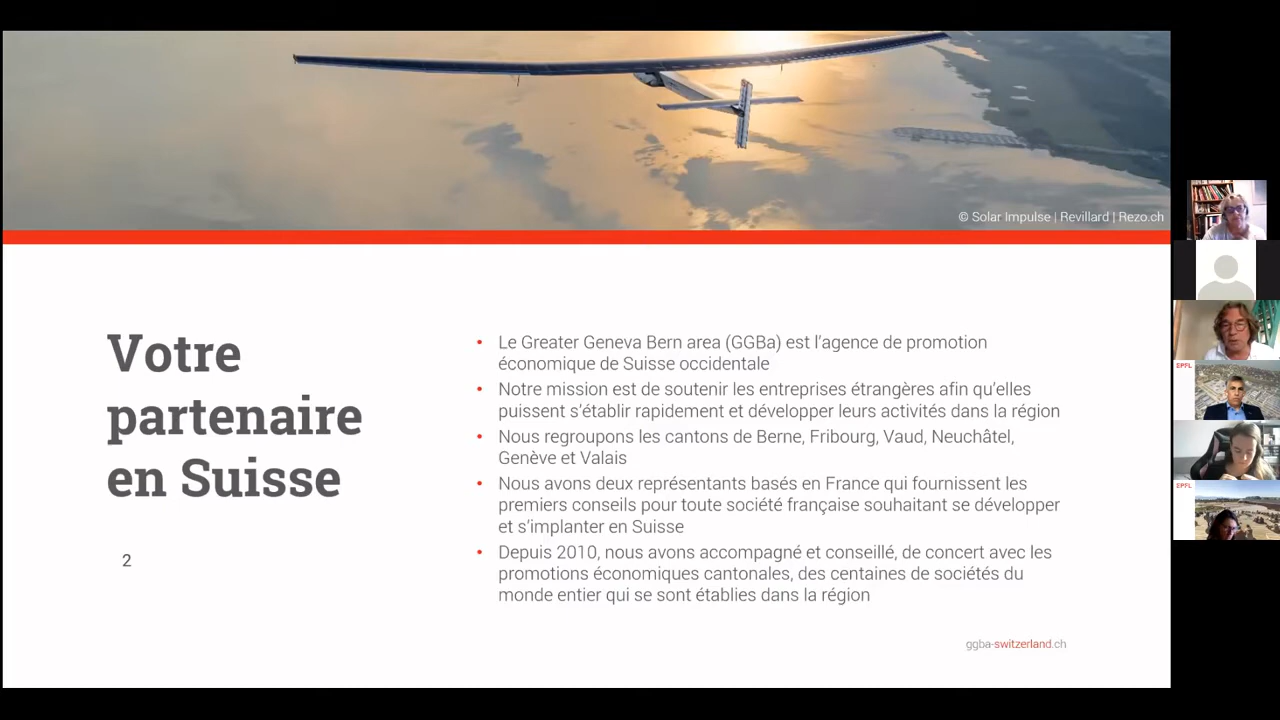 © Solar Impulse | Revillard | Rezo.ch
Votre
partenaire
en Suisse
2
• Le Greater Geneva Bern area (GGBa) est l'agence de promotion
économique de Suisse occidentale
• Notre mission est de soutenir les entreprises étrangères afin qu'elles
puissent s'établir rapidement et développer leurs activités dans la région
• Nous regroupons les cantons de Berne, Fribourg, Vaud, Neuchâtel,
Genève et Valais
• Nous avons deux représentants basés en France qui fournissent les
premiers conseils pour toute société française souhaitant se développer
et s'implanter en Suisse
• Depuis 2010, nous avons accompagné et conseillé, de concert avec les
promotions économiques cantonales, des centaines de sociétés du
monde entier qui se sont établies dans la région
ggba-switzerland.ch
EPFL
EPFL